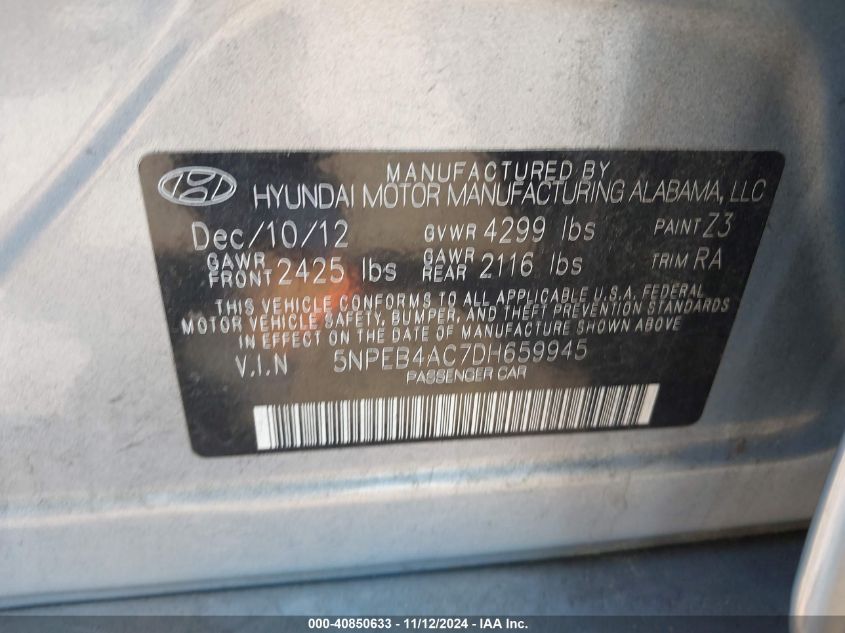 MANUFACTURED BY
HYUNDAI MOTOR MANUFACTURING ALABAMA, LLC
Dec/10/12 GVWR 4299 lbs PAINT Z3
GAWR FRONT 2425 lbs GAWR REAR 2116 lbs TRIM RA
THIS VEHICLE CONFORMS TO ALL APPLICABLE U.S.A. FEDERAL
MOTOR VEHICLE SAFETY, BUMPER, AND THEFT PREVENTION STANDARDS
IN EFFECT ON THE DATE OF MANUFACTURE SHOWN ABOVE
V.I.N 5NPEB4AC7DH659945
PASSENGER CAR
000-40850633 - 11/12/2024 - Copyright © 2024 IAA, Inc.